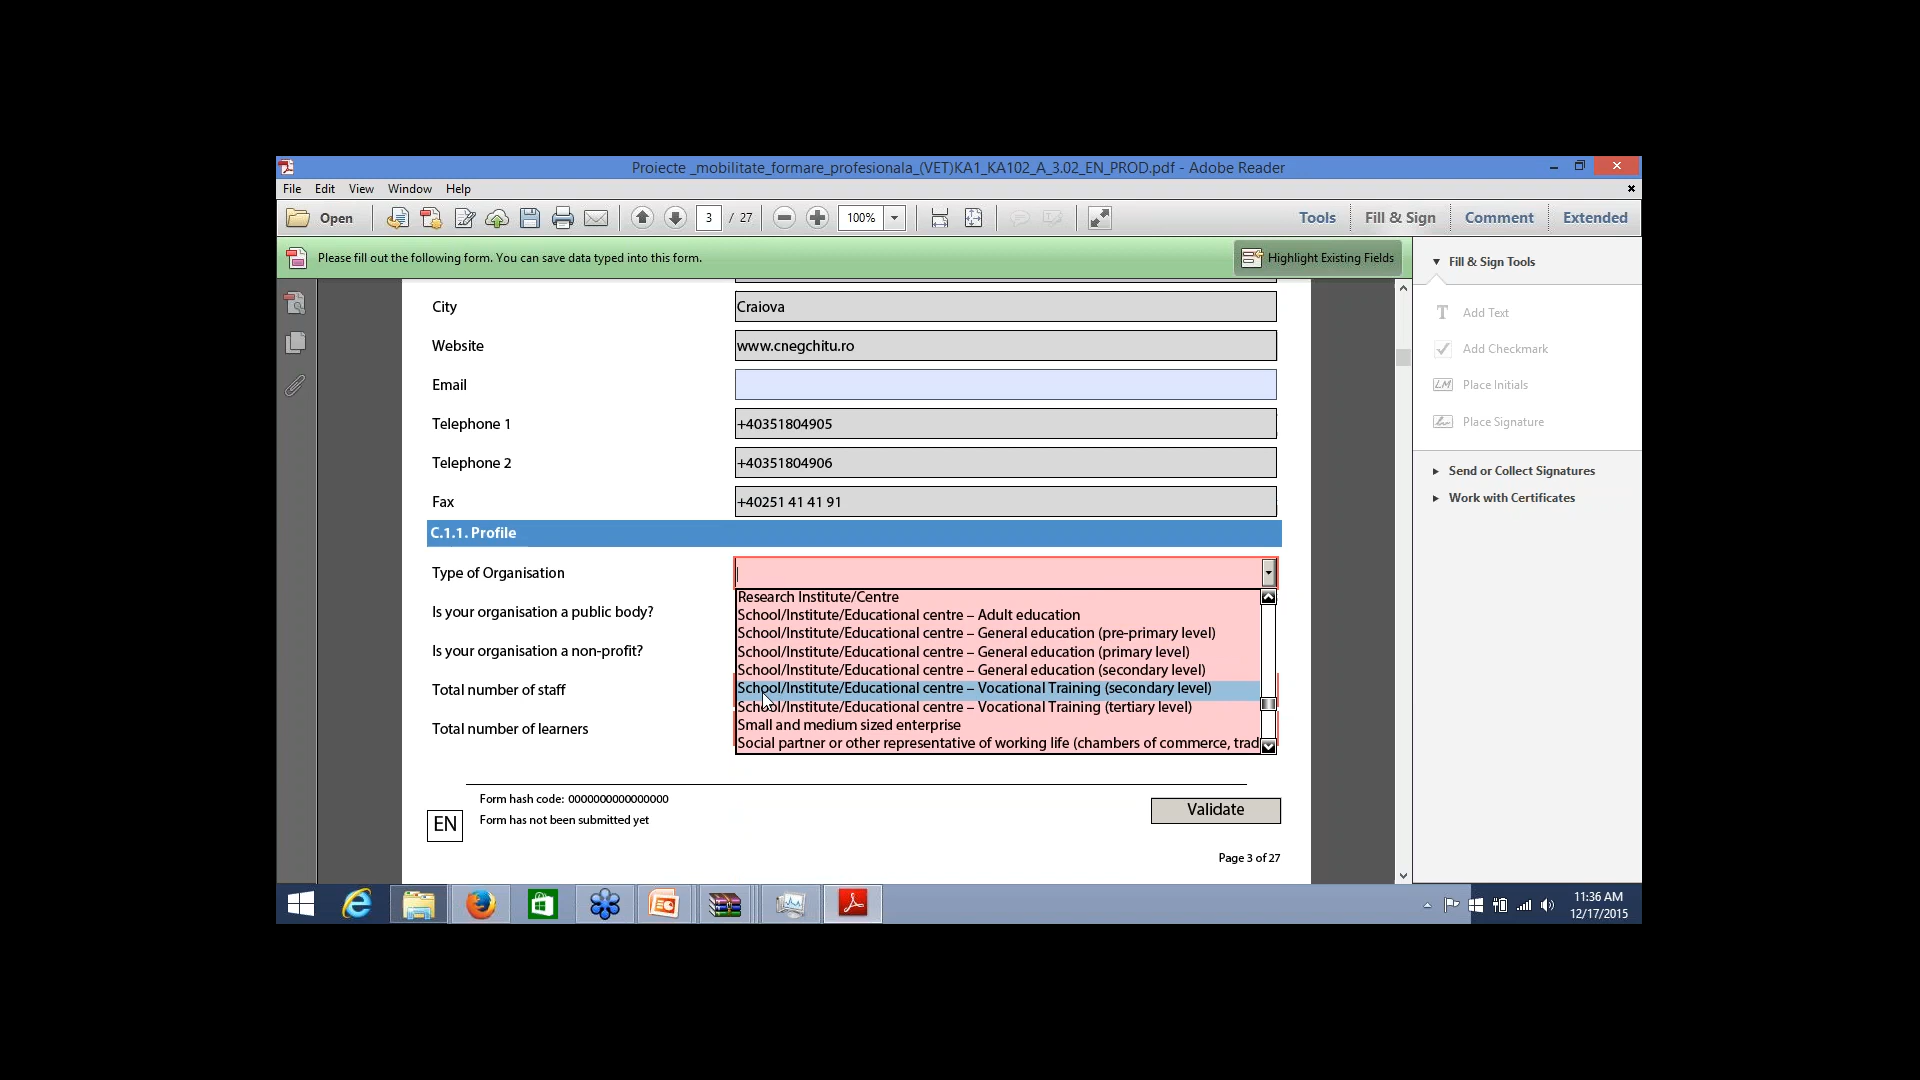 Proiecte _mobilitate_formare_profesionala_(VET)KA1_KA102_A_3.02_EN_PROD.pdf - Adobe Reader
File Edit View Window Help
Open 3 / 27 100% Tools Fill & Sign Comment Extended
Please fill out the following form. You can save data typed into this form. Highlight Existing Fields
Fill & Sign Tools
Add Text
Add Checkmark
Place Initials
Place Signature
Send or Collect Signatures
Work with Certificates
City Craiova
Website www.cnegchitu.ro
Email
Telephone 1 +40351804905
Telephone 2 +40351804906
Fax +40251 41 41 91
C.1.1. Profile
Type of Organisation
Is your organisation a public body?
Is your organisation a non-profit?
Total number of staff
Total number of learners
Research Institute/Centre
School/Institute/Educational centre – Adult education
School/Institute/Educational centre – General education (pre-primary level)
School/Institute/Educational centre – General education (primary level)
School/Institute/Educational centre – General education (secondary level)
School/Institute/Educational centre – Vocational Training (secondary level)
School/Institute/Educational centre – Vocational Training (tertiary level)
Small and medium sized enterprise
Social partner or other representative of working life (chambers of commerce, trad
Form hash code: 0000000000000000
EN Form has not been submitted yet
Validate
Page 3 of 27
11:36 AM
12/17/2015